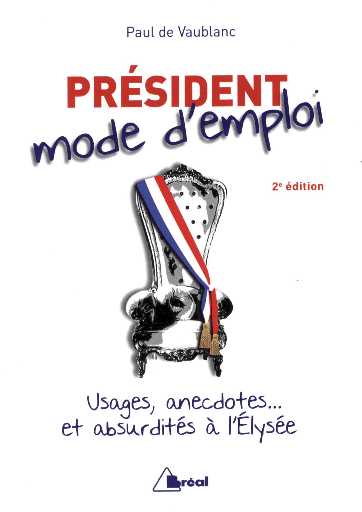 Paul de Vaublanc
PRÉSIDENT
mode d'emploi
2e édition
Usages, anecdotes...
et absurdités à l'Élysée
Bréal